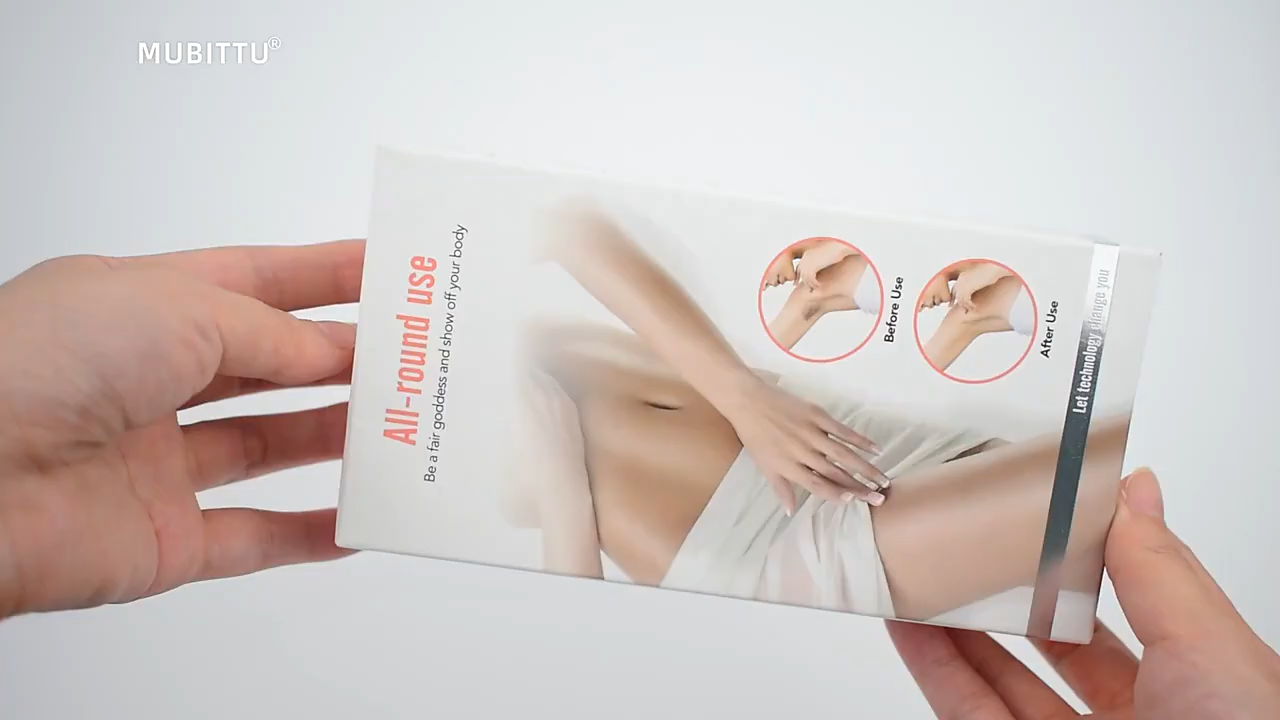 MUBITTU®
All-round use
Be a fair goddess and show off your body
Before Use
After Use
Let technology change you